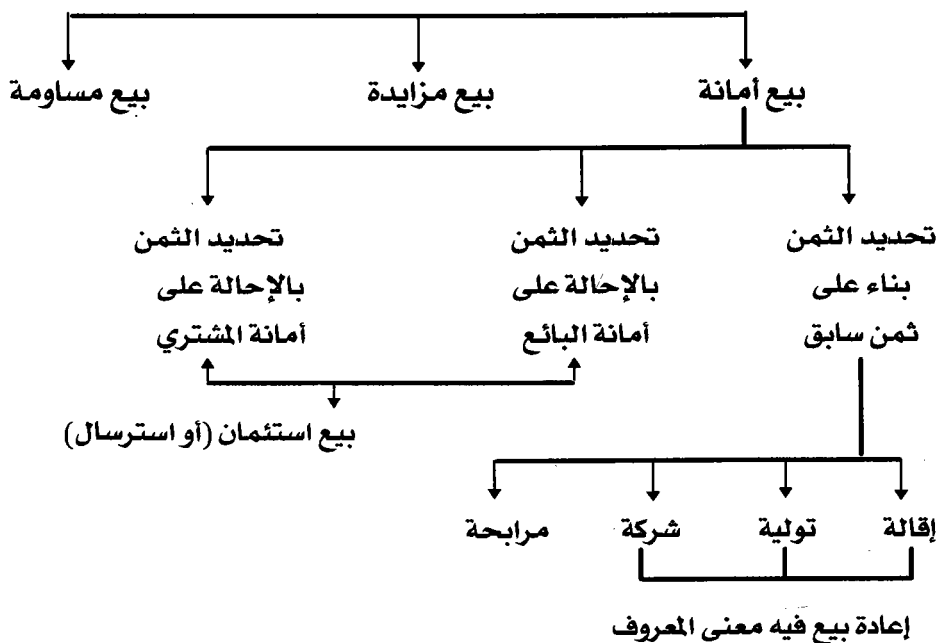 بيع أمانة
بيع مزايدة
بيع مساومة
تحديد الثمن
بناء على
ثمن سابق
تحديد الثمن
بالإحالة على
أمانة البائع
تحديد الثمن
بالإحالة على
أمانة المشتري
بيع استئمان (أو استرسال)
إقالة
تولية
شركة
مرابحة
إعادة بيع فيه معنى المعروف